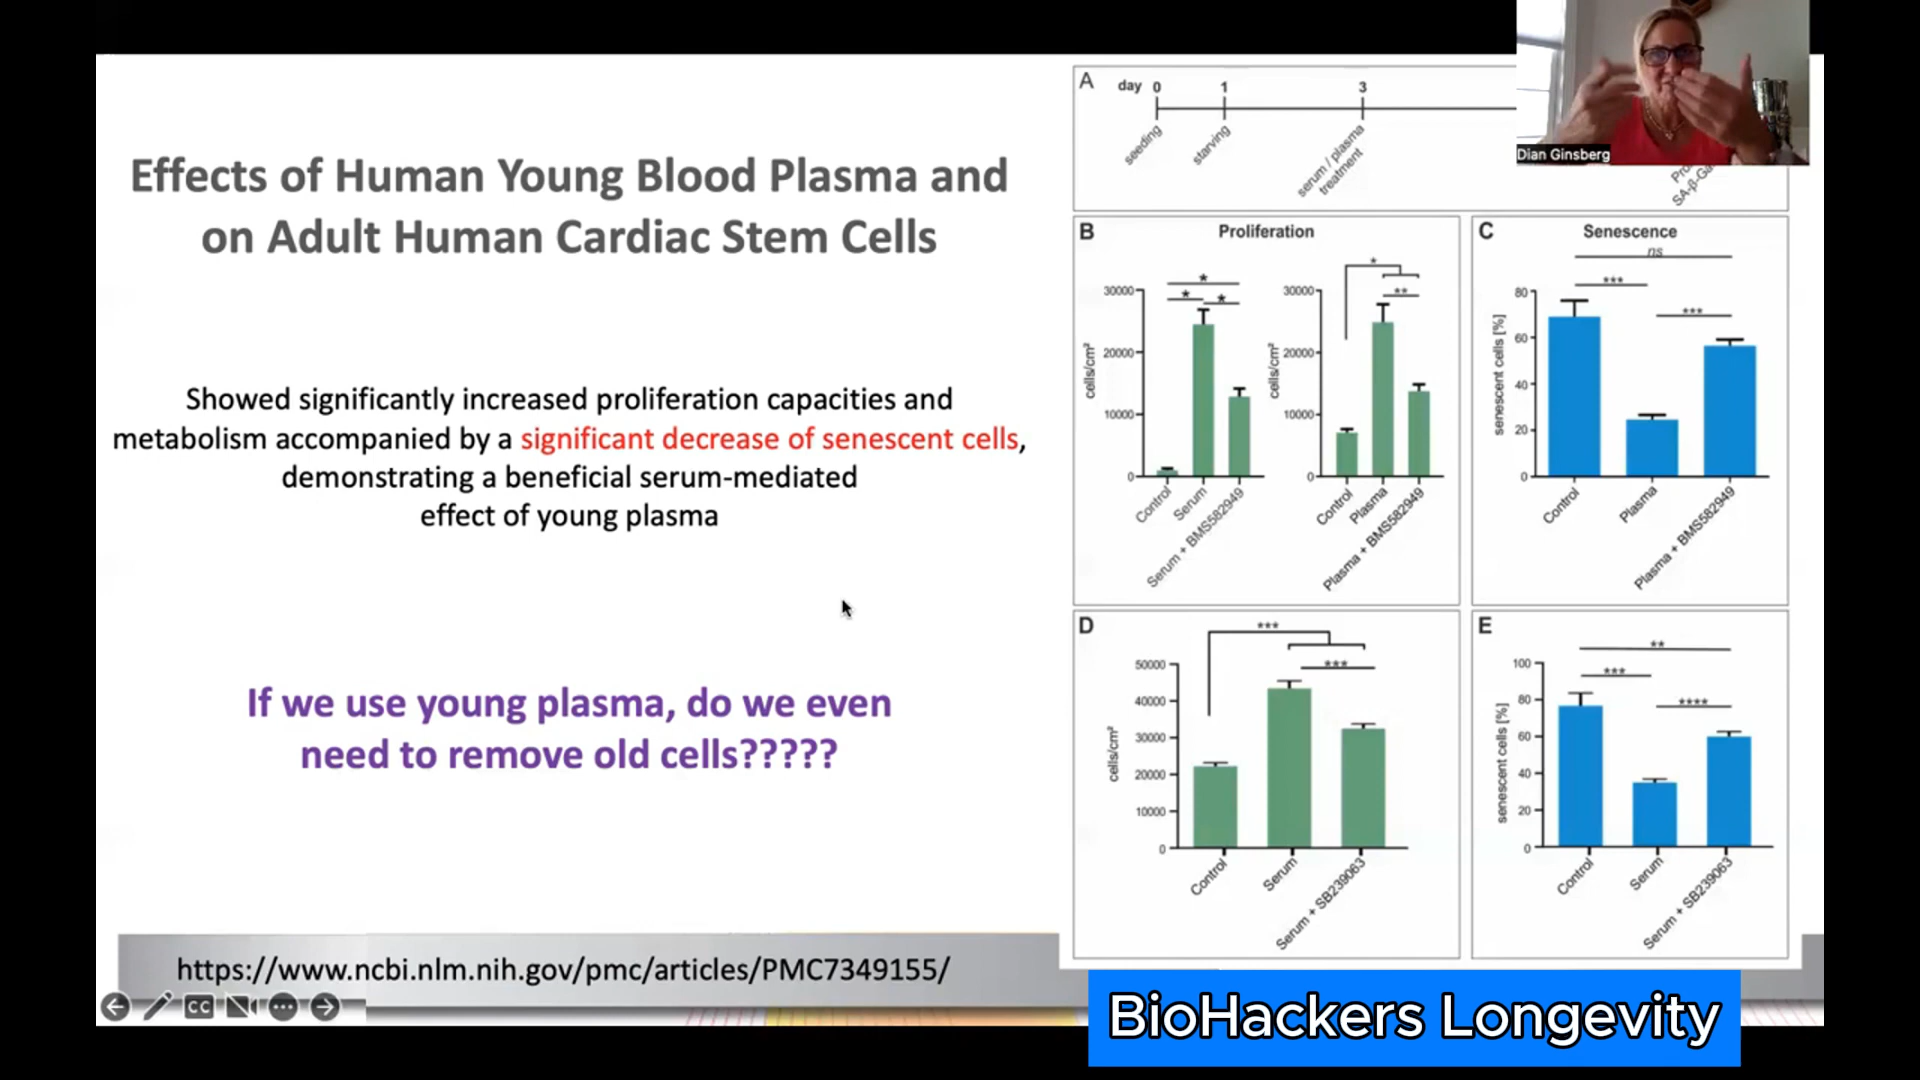 Effects of Human Young Blood Plasma and
on Adult Human Cardiac Stem Cells
Showed significantly increased proliferation capacities and
metabolism accompanied by a significant decrease of senescent cells,
demonstrating a beneficial serum-mediated
effect of young plasma
If we use young plasma, do we even
need to remove old cells?????
https://www.ncbi.nlm.nih.gov/pmc/articles/PMC7349155/
CC
A
day 0 1 3
seeding
starving
serum / plasma
treatment
SA-β-Ga
Dian Ginsberg
B
Proliferation
* * *
30000
20000
10000
0
cells/cm²
Control
Serum
Serum + BMS582949
* **
30000
20000
10000
0
cells/cm²
Control
Plasma
Plasma + BMS582949
C
Senescence
ns
*** ***
80
60
40
20
0
senescent cells [%]
Control
Plasma
Plasma + BMS582949
D
*** ***
50000
40000
30000
20000
10000
0
cells/cm²
Control
Serum
Serum + SB239063
E
** *** ****
100
80
60
40
20
0
senescent cells [%]
Control
Serum
Serum + SB239063
BioHackers Longevity